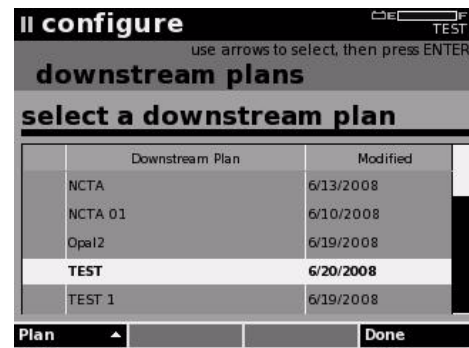 II configure
E F
TEST
use arrows to select, then press ENTER
downstream plans
select a downstream plan
Downstream Plan Modified
NCTA 6/13/2008
NCTA 01 6/10/2008
Opal2 6/19/2008
TEST 6/20/2008
TEST 1 6/19/2008
Plan Done